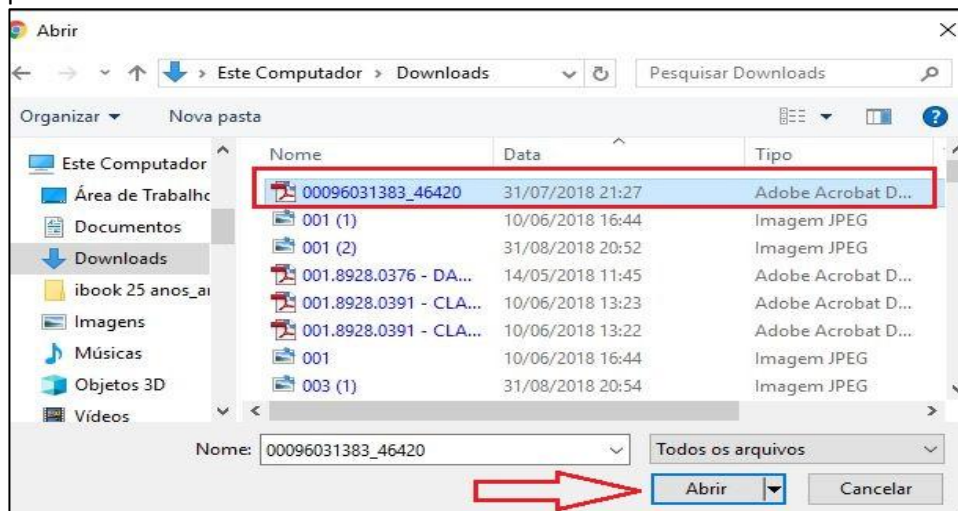 Abrir
Este Computador > Downloads
Pesquisar Downloads
Organizar
Nova pasta
Este Computador
Área de Trabalho
Documentos
Downloads
ibook 25 anos_ar
Imagens
Músicas
Objetos 3D
Vídeos
Nome Data Tipo
00096031383_46420 31/07/2018 21:27 Adobe Acrobat D...
001 (1) 10/06/2018 16:44 Imagem JPEG
001 (2) 31/08/2018 20:52 Imagem JPEG
001.8928.0376 - DA... 14/05/2018 11:45 Adobe Acrobat D...
001.8928.0391 - CLA... 10/06/2018 13:23 Adobe Acrobat D...
001.8928.0391 - CLA... 10/06/2018 13:22 Adobe Acrobat D...
001 10/06/2018 16:44 Imagem JPEG
003 (1) 31/08/2018 20:54 Imagem JPEG
Nome: 00096031383_46420 Todos os arquivos
Abrir Cancelar